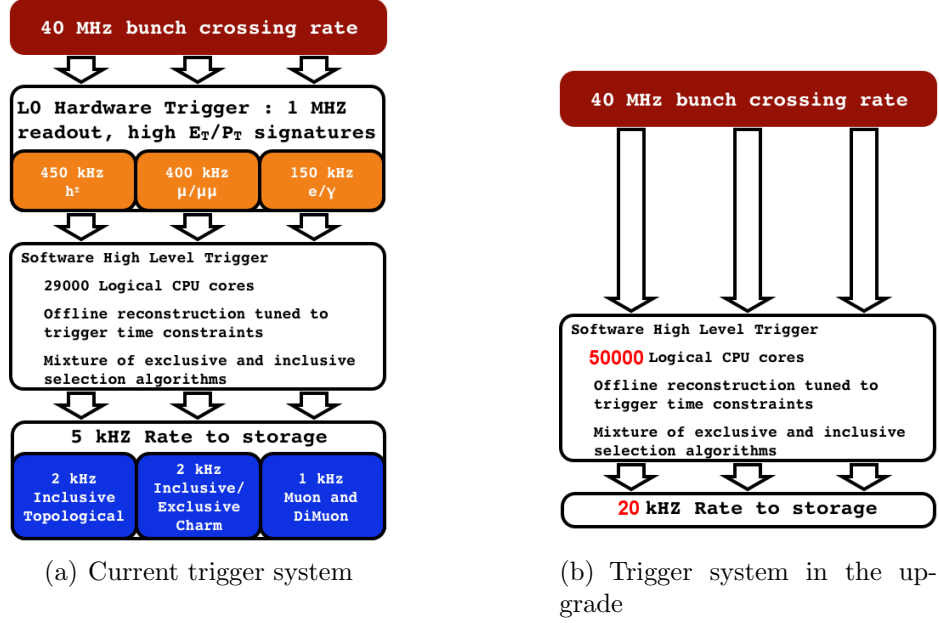 40 MHz bunch crossing rate
L0 Hardware Trigger : 1 MHZ
readout, high E_T/P_T signatures
450 kHz
h±
400 kHz
μ/μμ
150 kHz
e/γ
Software High Level Trigger
29000 Logical CPU cores
Offline reconstruction tuned to
trigger time constraints
Mixture of exclusive and inclusive
selection algorithms
5 kHZ Rate to storage
2 kHz
Inclusive
Topological
2 kHz
Inclusive/
Exclusive
Charm
1 kHz
Muon and
DiMuon
(a) Current trigger system
40 MHz bunch crossing rate
Software High Level Trigger
50000 Logical CPU cores
Offline reconstruction tuned to
trigger time constraints
Mixture of exclusive and inclusive
selection algorithms
20 kHZ Rate to storage
(b) Trigger system in the up-
grade